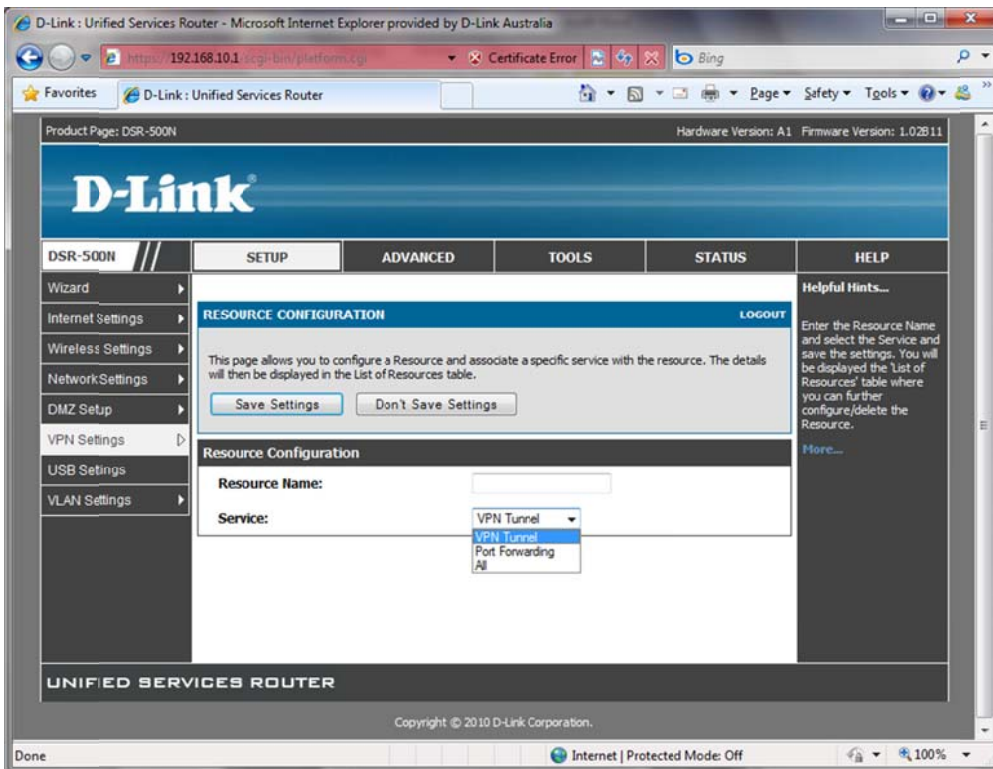 D-Link : Unified Services Router - Microsoft Internet Explorer provided by D-Link Australia
https://192.168.10.1/scgi-bin/platform.cgi
Certificate Error
Bing
Favorites
D-Link : Unified Services Router
Page
Safety
Tools
Product Page: DSR-500N
Hardware Version: A1
Firmware Version: 1.02B11
D-Link
DSR-500N
SETUP
ADVANCED
TOOLS
STATUS
HELP
Wizard
Internet Settings
Wireless Settings
Network Settings
DMZ Setup
VPN Settings
USB Settings
VLAN Settings
RESOURCE CONFIGURATION
LOGOUT
This page allows you to configure a Resource and associate a specific service with the resource. The details
will then be displayed in the List of Resources table.
Save Settings
Don't Save Settings
Resource Configuration
Resource Name:
Service:
VPN Tunnel
VPN Tunnel
Port Forwarding
All
Helpful Hints...
Enter the Resource Name
and select the Service and
save the settings. You will
be displayed the 'List of
Resources' table where
you can further
configure/delete the
Resource.
More...
UNIFIED SERVICES ROUTER
Copyright © 2010 D-Link Corporation.
Done
Internet | Protected Mode: Off
100%